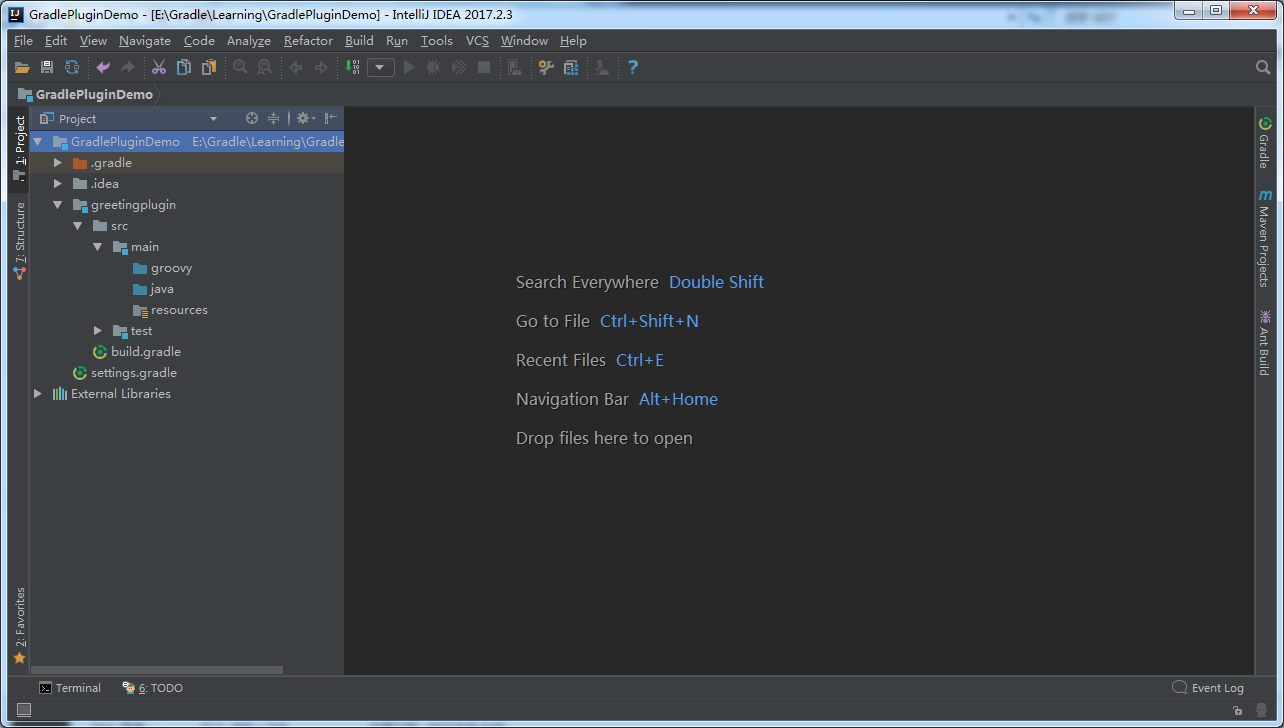 GradlePluginDemo - [E:\Gradle\Learning\GradlePluginDemo] - IntelliJ IDEA 2017.2.3
File Edit View Navigate Code Analyze Refactor Build Run Tools VCS Window Help
GradlePluginDemo
Project
GradlePluginDemo E:\Gradle\Learning\Gradle
.gradle
.idea
greetingplugin
src
main
groovy
java
resources
test
build.gradle
settings.gradle
External Libraries
1: Project
7: Structure
2: Favorites
Search Everywhere Double Shift
Go to File Ctrl+Shift+N
Recent Files Ctrl+E
Navigation Bar Alt+Home
Drop files here to open
Gradle
Maven Projects
Ant Build
Terminal 6: TODO Event Log